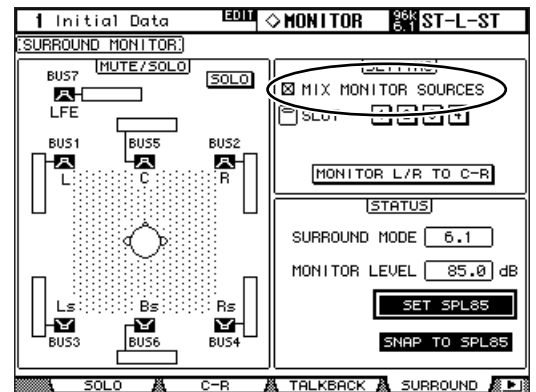 1 Initial Data EDIT ◇MONITOR 96k 6.1 ST-L-ST
SURROUND MONITOR
MUTE/SOLO
SOLO
BUS7
LFE
BUS1 BUS5 BUS2
L C R
Ls Bs Rs
BUS3 BUS6 BUS4
MIX MONITOR SOURCES
SLOT 1 2 3 4
MONITOR L/R TO C-R
STATUS
SURROUND MODE 6.1
MONITOR LEVEL 85.0 dB
SET SPL85
SNAP TO SPL85
SOLO C-R TALKBACK SURROUND